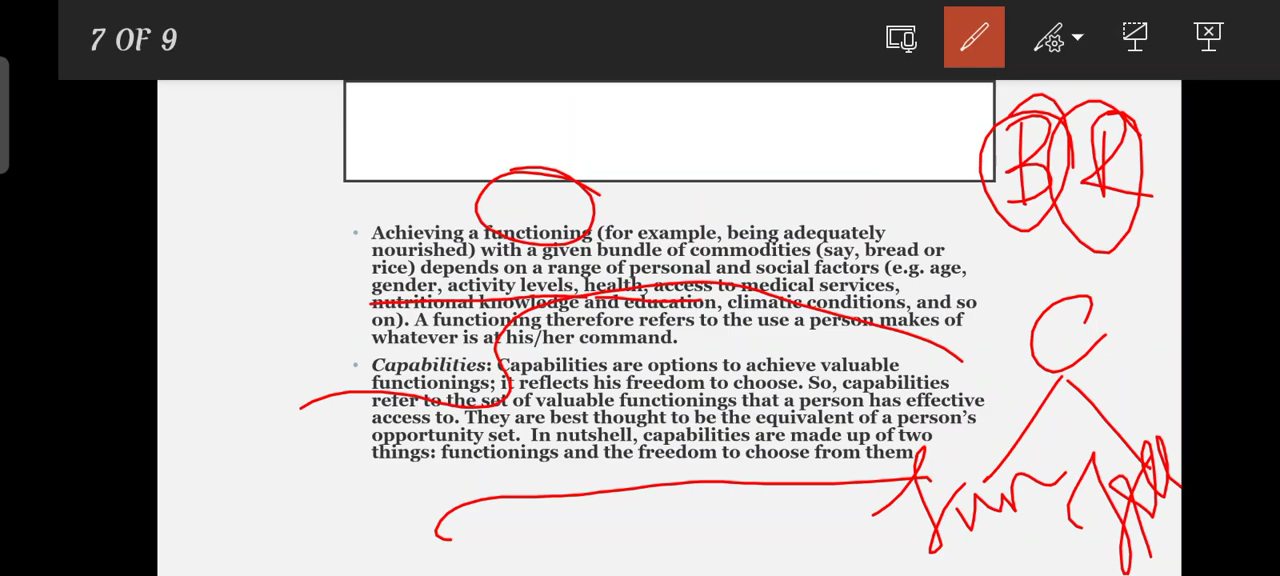 7 OF 9
B R
• Achieving a functioning (for example, being adequately
nourished) with a given bundle of commodities (say, bread or
rice) depends on a range of personal and social factors (e.g. age,
gender, activity levels, health, access to medical services,
nutritional knowledge and education, climatic conditions, and so
on). A functioning therefore refers to the use a person makes of
whatever is at his/her command.
• Capabilities: Capabilities are options to achieve valuable
functionings; it reflects his freedom to choose. So, capabilities
refer to the set of valuable functionings that a person has effective
access to. They are best thought to be the equivalent of a person’s
opportunity set.  In nutshell, capabilities are made up of two
things: functionings and the freedom to choose from them
C